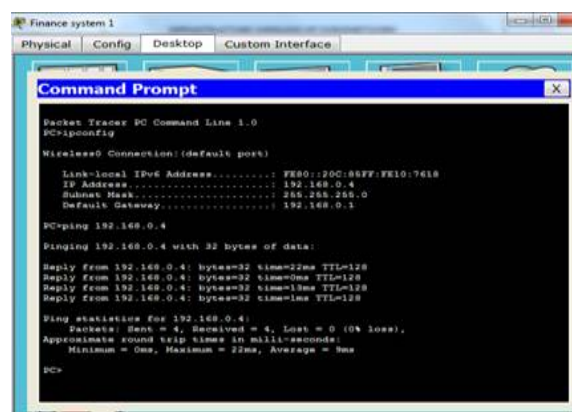 Finance system 1
Physical Config Desktop Custom Interface
Command Prompt
X
Packet Tracer PC Command Line 1.0
PC>ipconfig
Wireless0 Connection:(default port)
Link-local IPv6 Address.........: FE80::20C:85FF:FE10:7618
IP Address......................: 192.168.0.4
Subnet Mask.....................: 255.255.255.0
Default Gateway.................: 192.168.0.1
PC>ping 192.168.0.4
Pinging 192.168.0.4 with 32 bytes of data:
Reply from 192.168.0.4: bytes=32 time=22ms TTL=128
Reply from 192.168.0.4: bytes=32 time=0ms TTL=128
Reply from 192.168.0.4: bytes=32 time=13ms TTL=128
Reply from 192.168.0.4: bytes=32 time=1ms TTL=128
Ping statistics for 192.168.0.4:
Packets: Sent = 4, Received = 4, Lost = 0 (0% loss),
Approximate round trip times in milli-seconds:
Minimum = 0ms, Maximum = 22ms, Average = 9ms
PC>